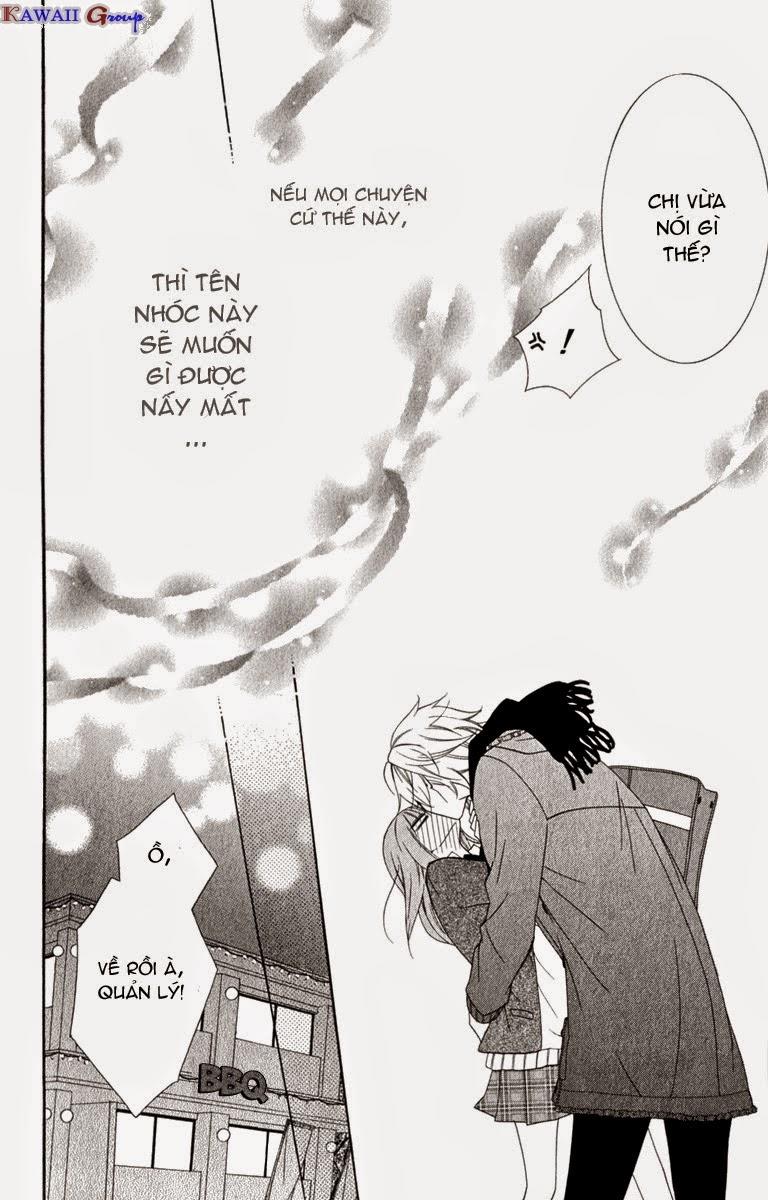 KAWAII Group
CHỊ VỪA
NÓI GÌ
THẾ?
!
NẾU MỌI CHUYỆN
CỨ THẾ NÀY,
THÌ TÊN
NHÓC NÀY
SẼ MUỐN
GÌ ĐƯỢC
NẤY MẤT
...
Ồ,
VỀ RỒI À,
QUẢN LÝ!
BBQ